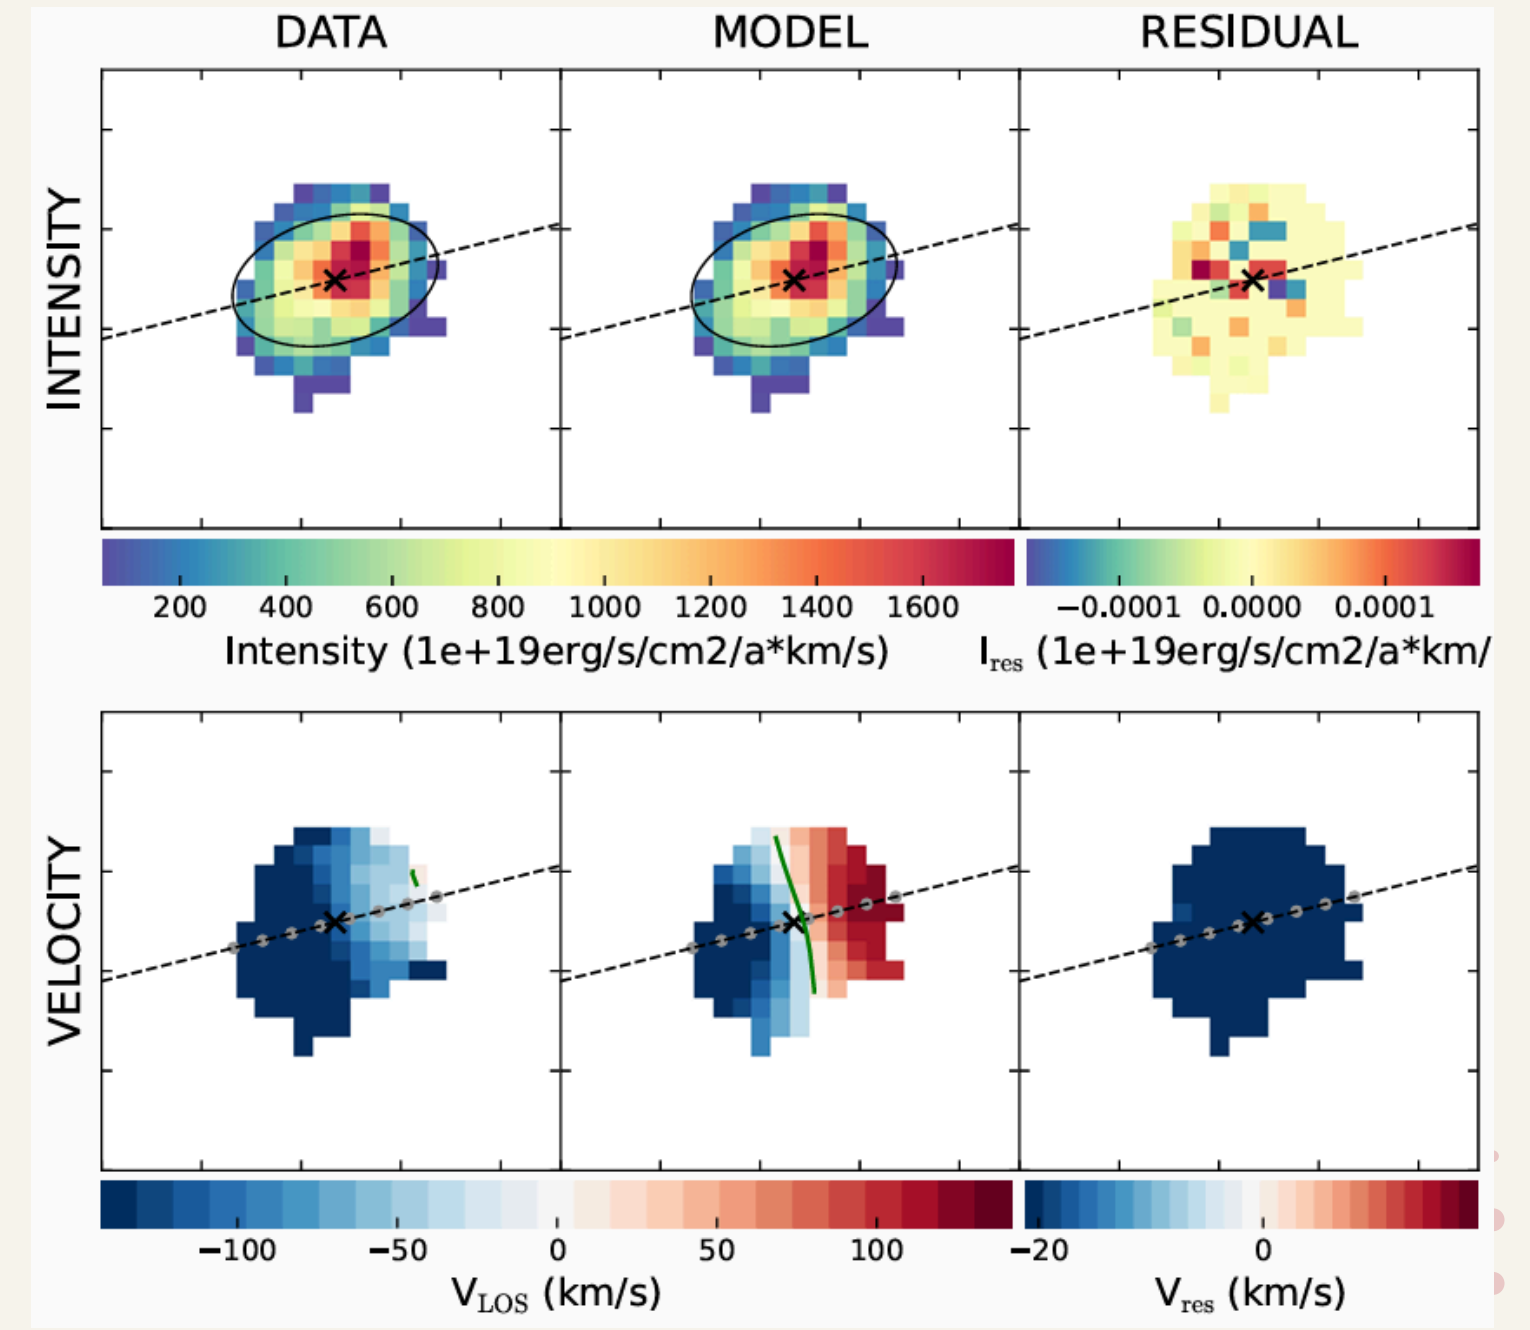 DATA MODEL RESIDUAL
INTENSITY
200 400 600 800 1000 1200 1400 1600 −0.0001 0.0000 0.0001
Intensity (1e+19erg/s/cm2/a*km/s) Ires (1e+19erg/s/cm2/a*km/
VELOCITY
−100 −50 0 50 100 −20 0
VLOS (km/s) Vres (km/s)